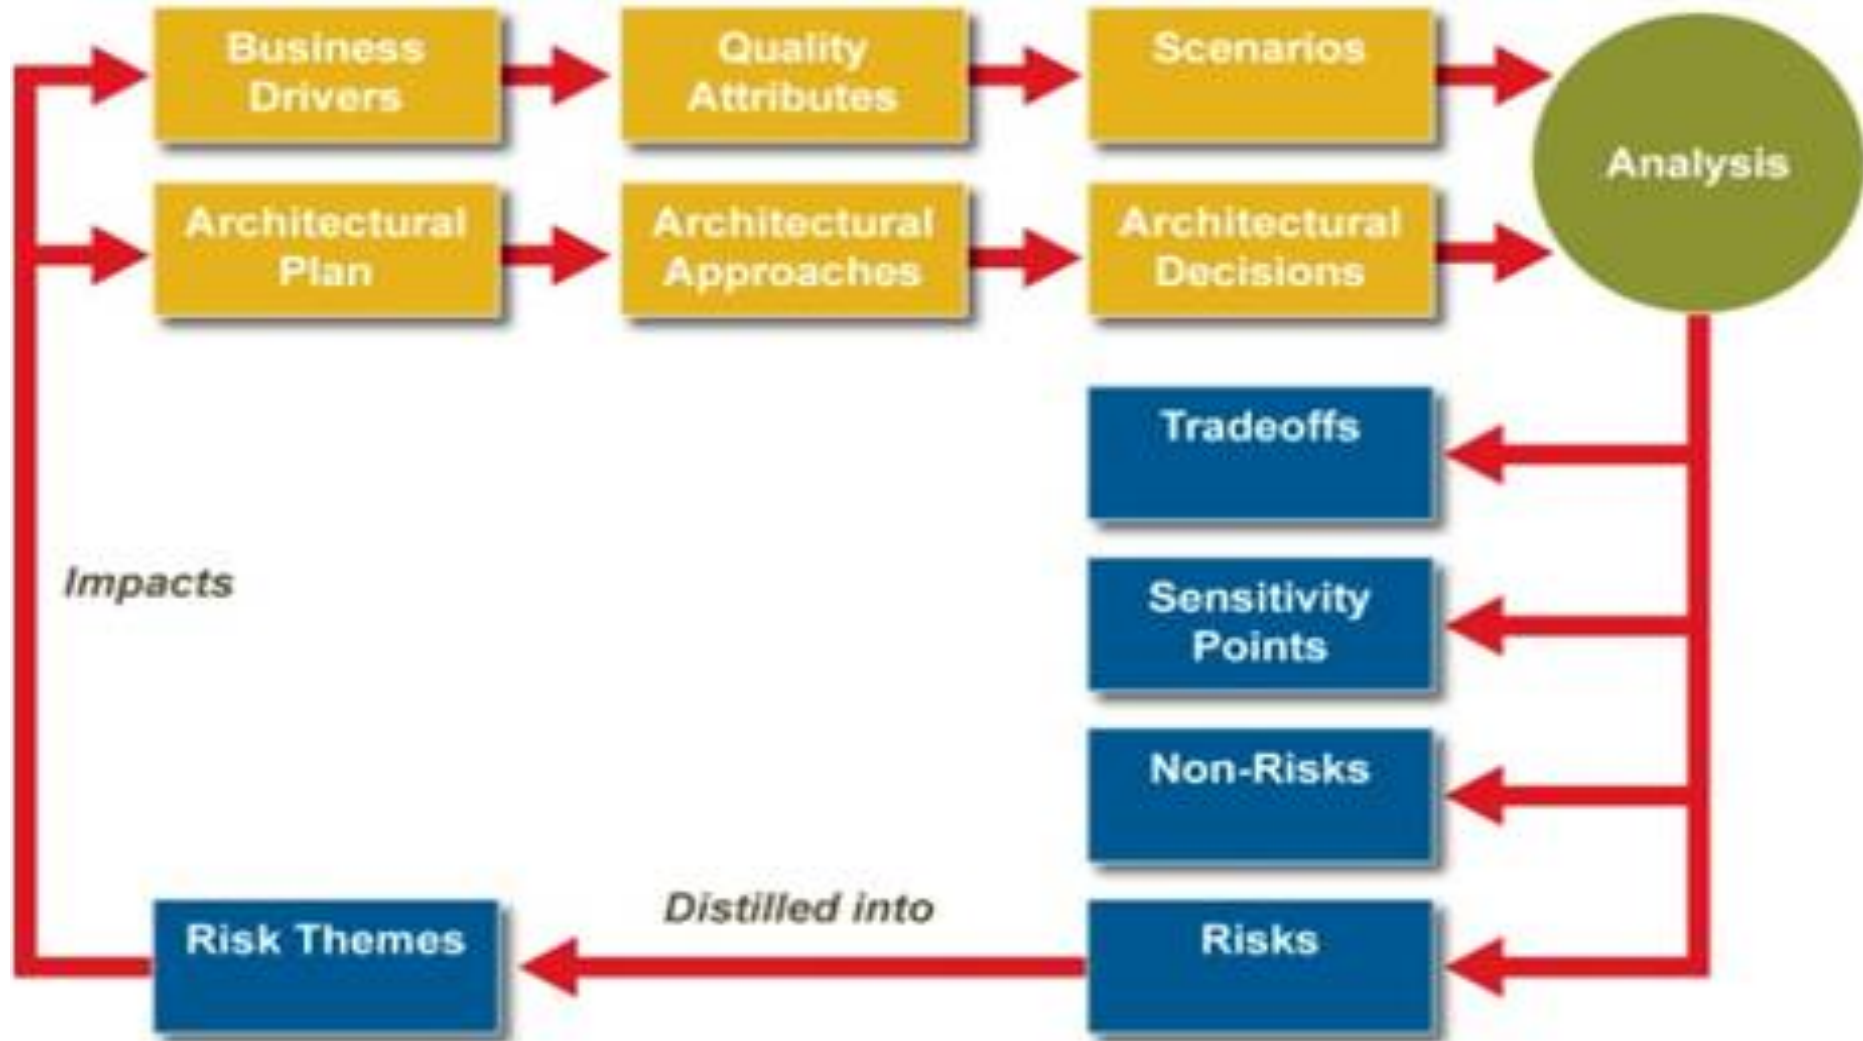 Business
Drivers
Quality
Attributes
Scenarios
Analysis
Architectural
Plan
Architectural
Approaches
Architectural
Decisions
Tradeoffs
Sensitivity
Points
Non-Risks
Impacts
Distilled into
Risk Themes
Risks